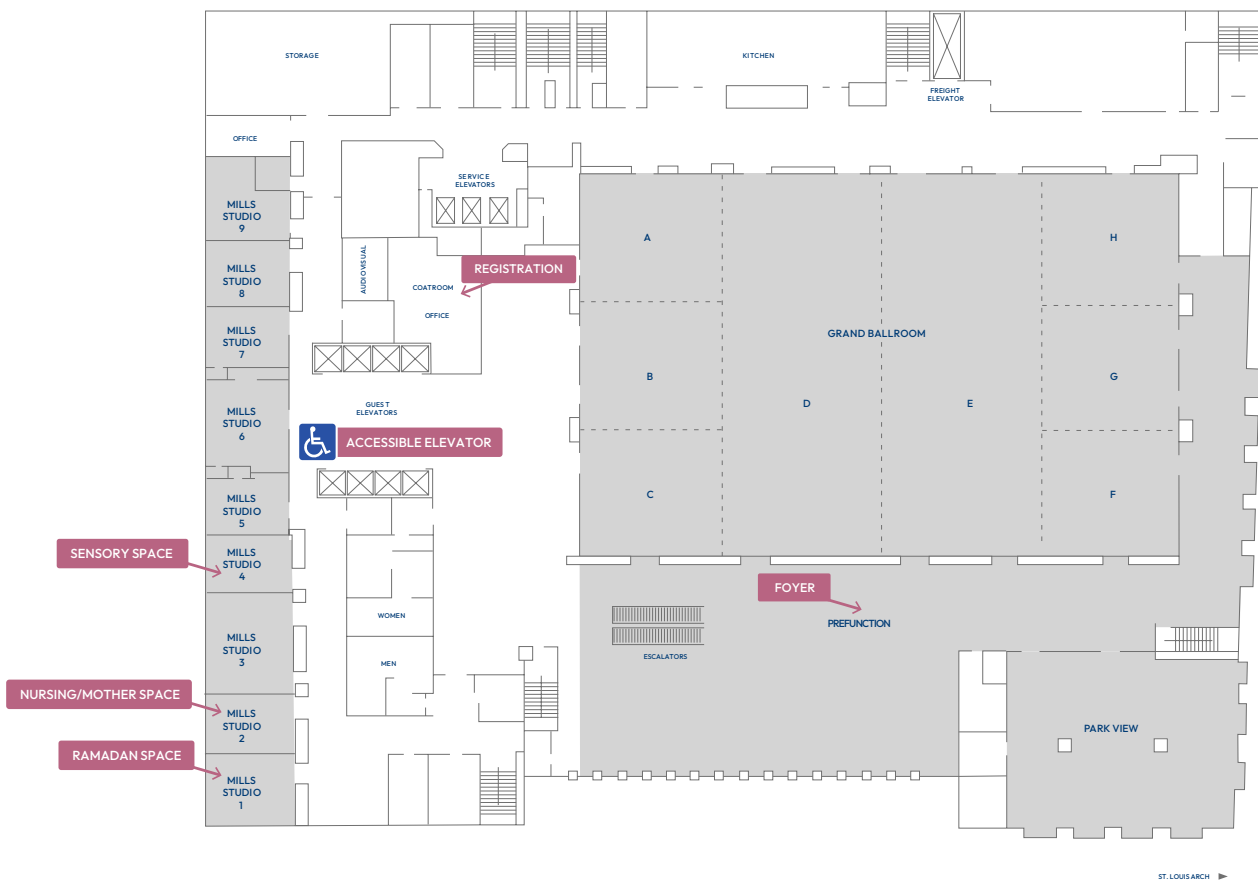 STORAGE
KITCHEN
FREIGHT
ELEVATOR
OFFICE
SERVICE
ELEVATORS
MILLS
STUDIO
9
A
H
AUDIOVISUAL
REGISTRATION
MILLS
STUDIO
8
COATROOM
OFFICE
MILLS
STUDIO
7
GRAND BALLROOM
B
G
D
E
GUEST
ELEVATORS
MILLS
STUDIO
6
ACCESSIBLE ELEVATOR
C
F
MILLS
STUDIO
5
SENSORY SPACE
MILLS
STUDIO
4
FOYER
PREFUNCTION
WOMEN
ESCALATORS
MILLS
STUDIO
3
MEN
NURSING/MOTHER SPACE
MILLS
STUDIO
2
PARK VIEW
RAMADAN SPACE
MILLS
STUDIO
1
ST. LOUIS ARCH